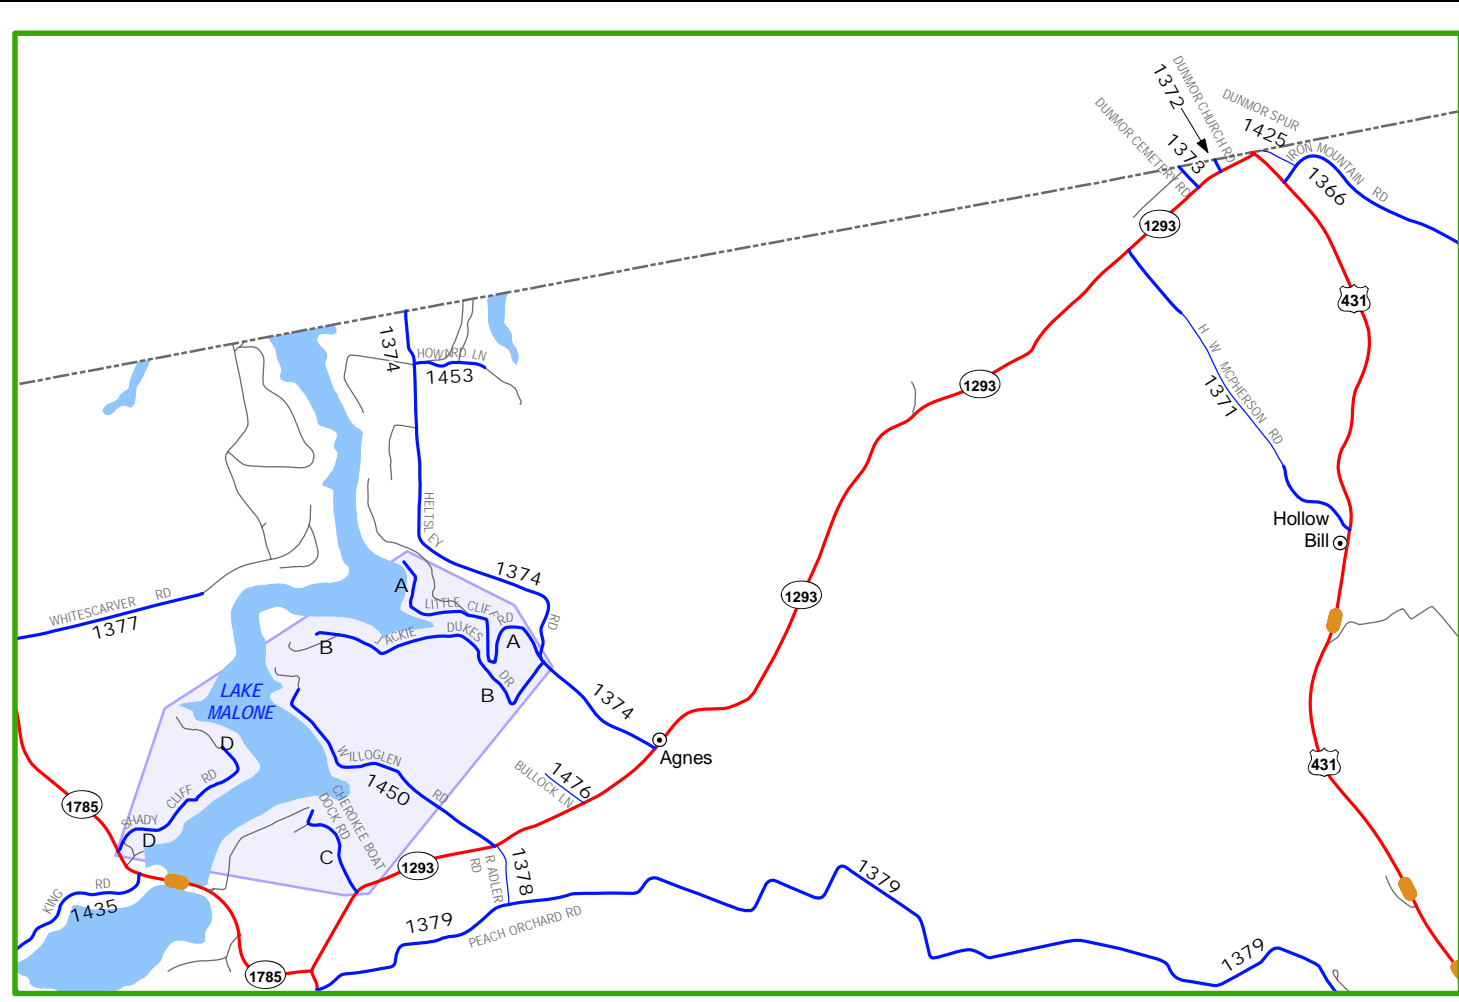 DUNMOR CHURCH RD
1372
DUNMOR SPUR
1425
DUNMOR CEMETERY RD
1373
IRON MOUNTAIN RD
1366
1293
431
1374
HOWARD LN
1453
H W MCPHERSON RD
1371
1293
HELTSLEY RD
Hollow
Bill
1374
A
LITTLE CLIFF RD
A
1293
WHITESCARVER RD
1377
B
JACKIE DUKES DR
B
LAKE
MALONE
1374
Agnes
D
WILLOGLEN RD
1450
BULLOCK LN
1476
431
1785
SHADY CLIFF RD
D
CHEROKEE BOAT
DOCK RD
C
1293
R ADLER
RD
1378
1379
KING RD
1435
1379
PEACH ORCHARD RD
1379
1785